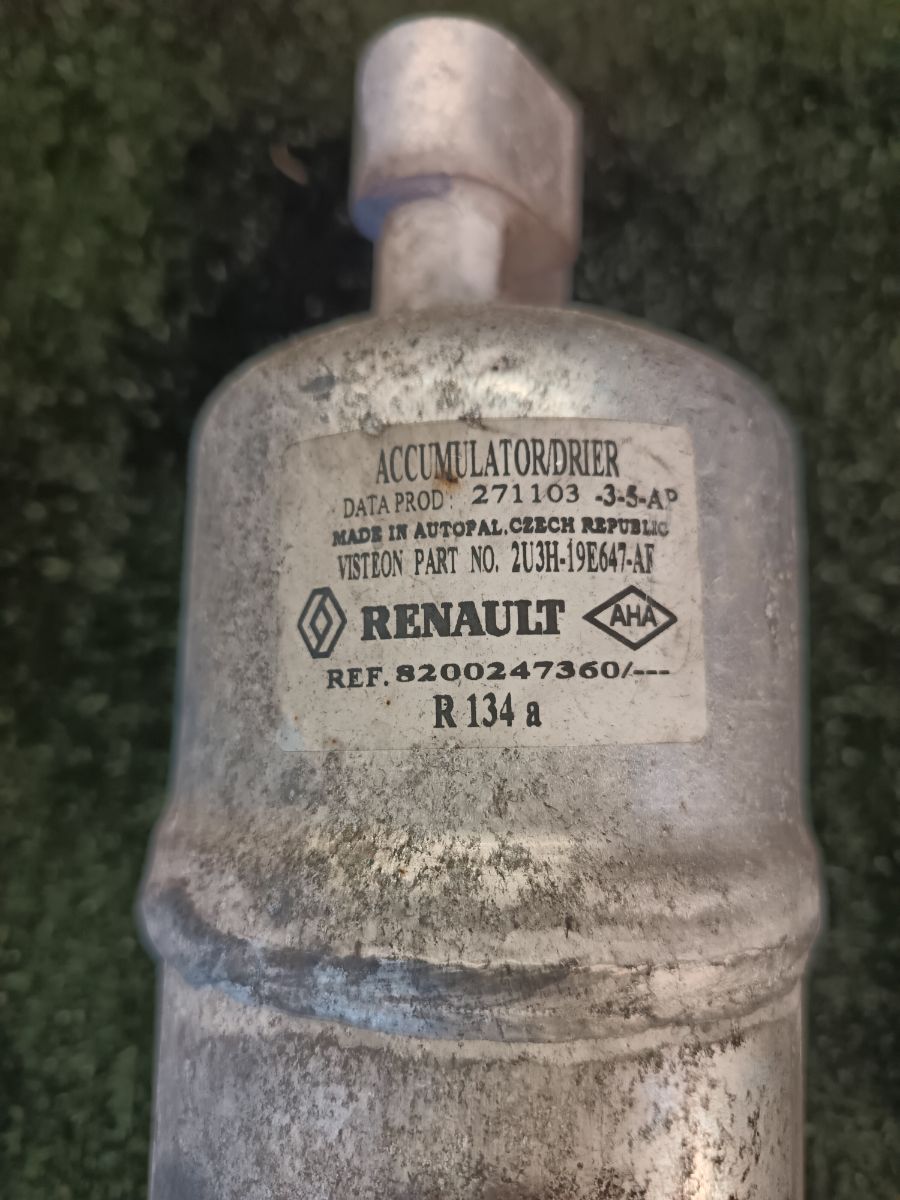 ACCUMULATOR/DRIER
DATA PROD. 271103 -3-5-AP
MADE IN AUTOPAL.CZECH REPUBLIC
VISTEON PART NO. 2U3H-19E647-AF
RENAULT AHA
REF. 8200247360/---
R 134 a